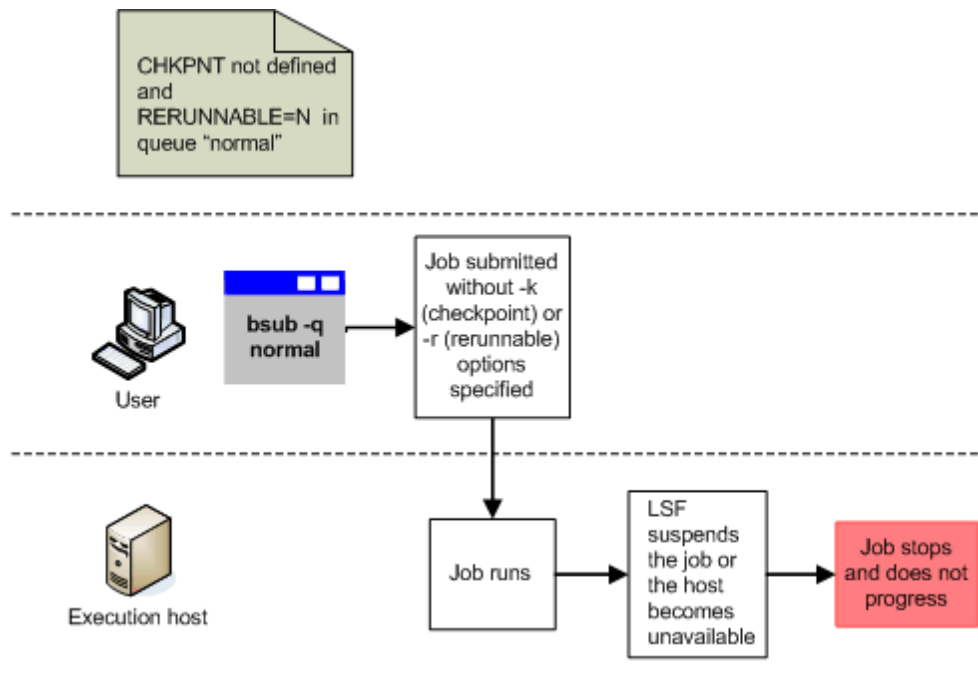 CHKPNT not defined
and
RERUNNABLE=N in
queue “normal”
Job submitted
without -k
(checkpoint) or
-r (rerunnable)
options
specified
bsub -q
normal
User
LSF
suspends
the job or
the host
becomes
unavailable
Job runs
Job stops
and does not
progress
Execution host